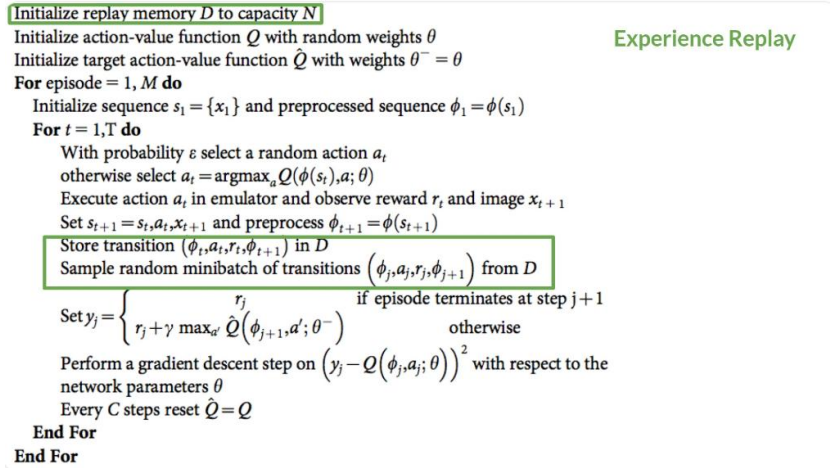 Initialize replay memory D to capacity N
Experience Replay
Initialize action-value function Q with random weights θ
Initialize target action-value function Q̂ with weights θ⁻ = θ
For episode = 1, M do
Initialize sequence s₁ = {x₁} and preprocessed sequence ϕ₁ = ϕ(s₁)
For t = 1,T do
With probability ε select a random action aₜ
otherwise select aₜ = argmaxₐ Q(ϕ(sₜ),a; θ)
Execute action aₜ in emulator and observe reward rₜ and image xₜ₊₁
Set sₜ₊₁ = sₜ,aₜ,xₜ₊₁ and preprocess ϕₜ₊₁ = ϕ(sₜ₊₁)
Store transition (ϕₜ,aₜ,rₜ,ϕₜ₊₁) in D
Sample random minibatch of transitions (ϕⱼ,aⱼ,rⱼ,ϕⱼ₊₁) from D
Set yⱼ = { rⱼ if episode terminates at step j+1
rⱼ + γ maxₐ′ Q̂(ϕⱼ₊₁,a′; θ⁻) otherwise
Perform a gradient descent step on (yⱼ − Q(ϕⱼ,aⱼ; θ))² with respect to the
network parameters θ
Every C steps reset Q̂ = Q
End For
End For